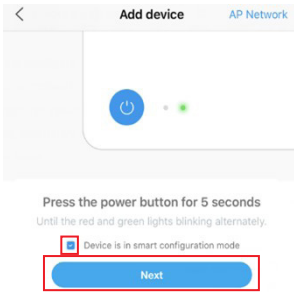 Add device AP Network
Press the power button for 5 seconds
Until the red and green lights blinking alternately.
Device is in smart configuration mode
Next